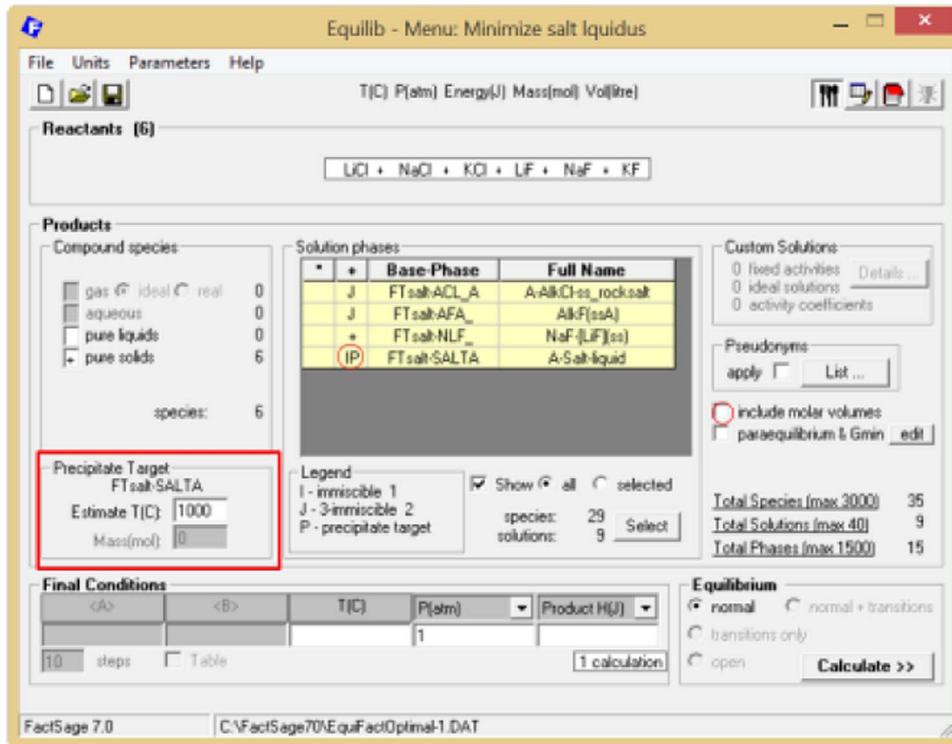 Equilib - Menu: Minimize salt lquidus
File Units Parameters Help
T(C) P(atm) Energy(J) Mass(mol) Vol(litre)
Reactants (6)
LiCl + NaCl + KCl + LiF + NaF + KF
Products
Compound species
gas ideal real 0
aqueous 0
pure liquids 0
+ pure solids 6
species: 6
Solution phases
* + Base-Phase Full Name
J FTsalt-ACL_A A-AlkCl-ss_rocksalt
J FTsalt-AFA_ AlkF(ssA)
+ FTsalt-NLF_ NaF-[LiF](ss)
IP FTsalt-SALTA A-Salt-liquid
Custom Solutions
0 fixed activities
0 ideal solutions
0 activity coefficients
Details ...
Pseudonyms
apply List ...
include molar volumes
paraequilibrium & Gmin edit
Precipitate Target
FTsalt-SALTA
Estimate T(C): 1000
Mass(mol): 0
Legend
I - immiscible 1
J - 3-immiscible 2
P - precipitate target
Show all selected
species: 29
solutions: 9
Select
Total Species (max 3000) 35
Total Solutions (max 40) 9
Total Phases (max 1500) 15
Final Conditions
<A> <B> T(C) P(atm) Product H(J)
1
10 steps Table 1 calculation
Equilibrium
normal normal + transitions
transitions only
open Calculate >>
FactSage 7.0 C:\FactSage70\EquiFactOptimal-1.DAT